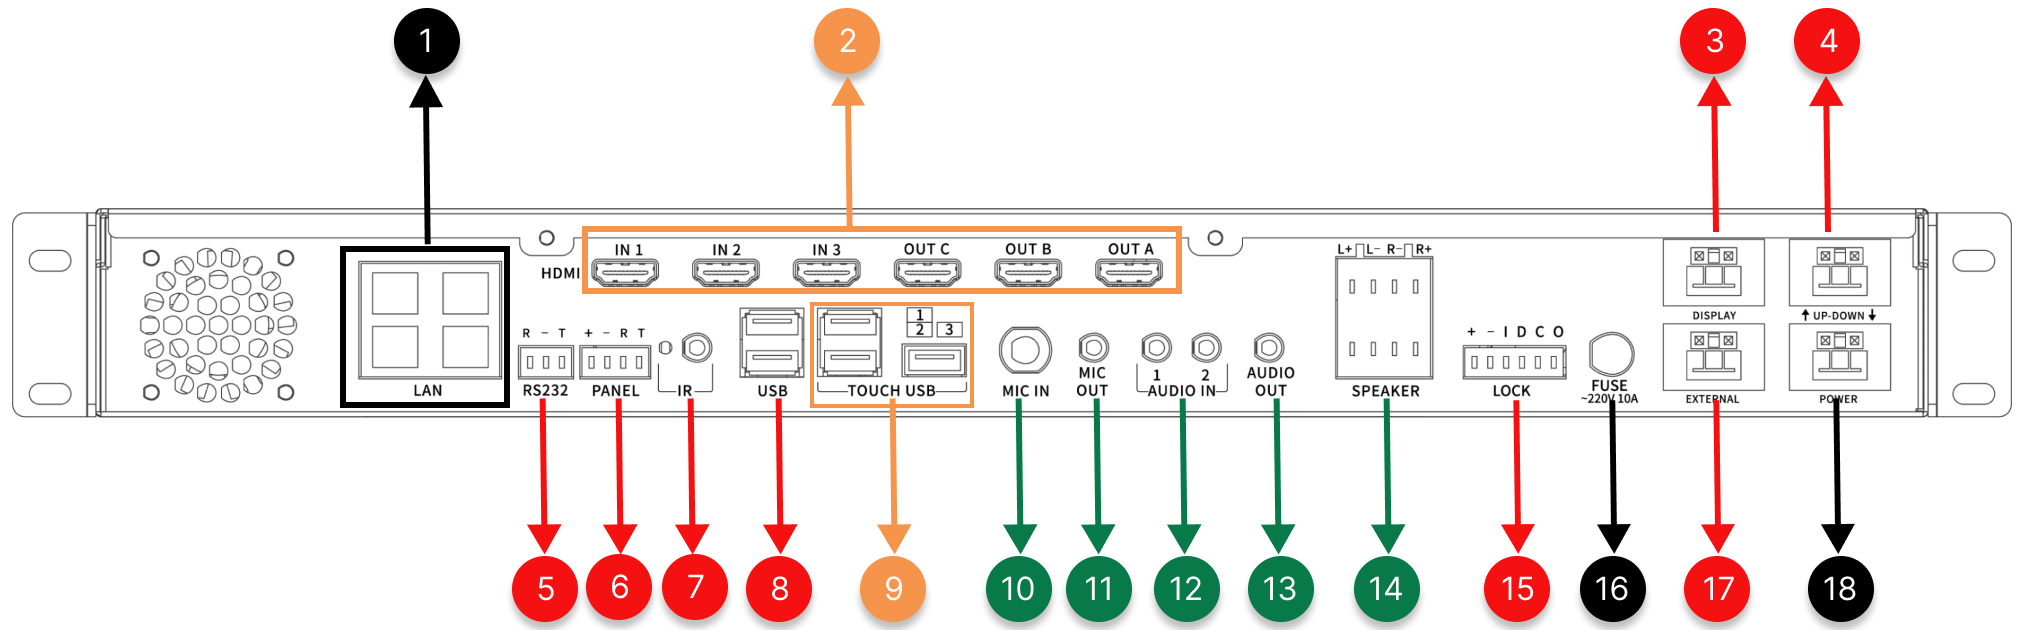 1
2
3
4
HDMI
IN 1
IN 2
IN 3
OUT C
OUT B
OUT A
L+ L- R- R+
DISPLAY
↑ UP-DOWN ↓
LAN
R - T
RS232
+ - R T
PANEL
IR
USB
1
2
3
TOUCH USB
MIC IN
MIC
OUT
1
2
AUDIO IN
AUDIO
OUT
SPEAKER
+ - I D C O
LOCK
FUSE
~220V 10A
EXTERNAL
POWER
5
6
7
8
9
10
11
12
13
14
15
16
17
18